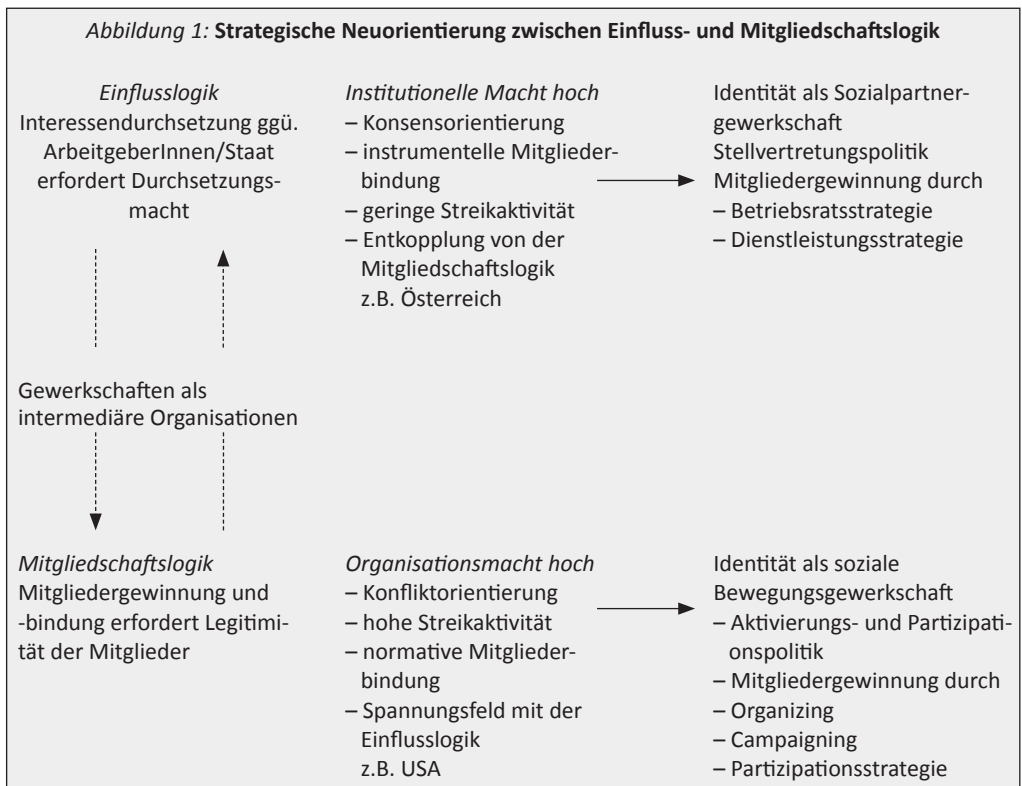 Abbildung 1: Strategische Neuorientierung zwischen Einfluss- und Mitgliedschaftslogik
Einflusslogik
Interessendurchsetzung ggü.
ArbeitgeberInnen/Staat
erfordert Durchsetzungs-
macht
Institutionelle Macht hoch
– Konsensorientierung
– instrumentelle Mitglieder-
bindung
– geringe Streikaktivität
– Entkopplung von der
Mitgliedschaftslogik
z.B. Österreich
Identität als Sozialpartner-
gewerkschaft
Stellvertretungspolitik
Mitgliedergewinnung durch
– Betriebsratsstrategie
– Dienstleistungsstrategie
Gewerkschaften als
intermediäre Organisationen
Mitgliedschaftslogik
Mitgliedergewinnung und
-bindung erfordert Legitimi-
tät der Mitglieder
Organisationsmacht hoch
– Konfliktorientierung
– hohe Streikaktivität
– normative Mitglieder-
bindung
– Spannungsfeld mit der
Einflusslogik
z.B. USA
Identität als soziale
Bewegungsgewerkschaft
– Aktivierungs- und Partizipati-
onspolitik
– Mitgliedergewinnung durch
– Organizing
– Campaigning
– Partizipationsstrategie